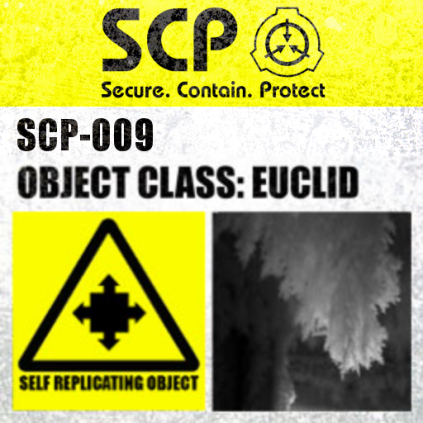 SCP
Secure. Contain. Protect
SCP-009
OBJECT CLASS: EUCLID
SELF REPLICATING OBJECT